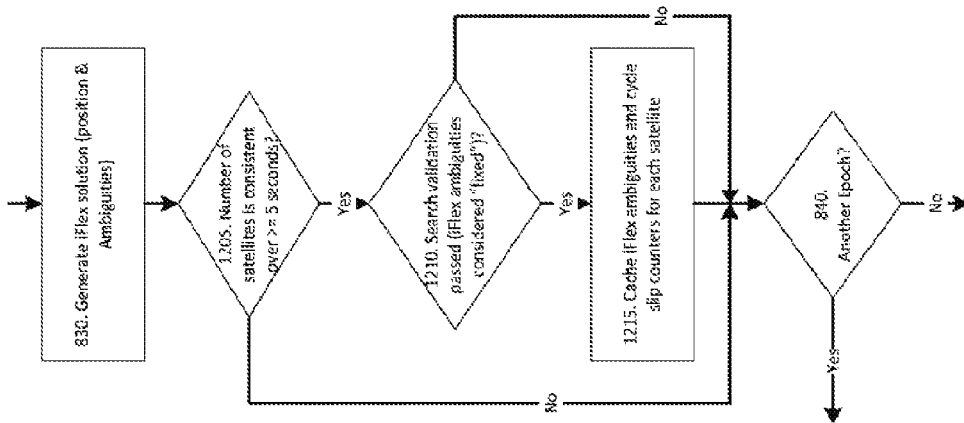 830. Generate iFlex solution (position &
Ambiguities)
1205. Number of
satellites is consistent
over >= 5 seconds?
Yes
1210. Search validation
passed (iFlex ambiguities
considered "fixed")?
No
Yes
1215. Cache iFlex ambiguities and cycle
slip counters for each satellite
No
840.
Another Epoch?
Yes
No